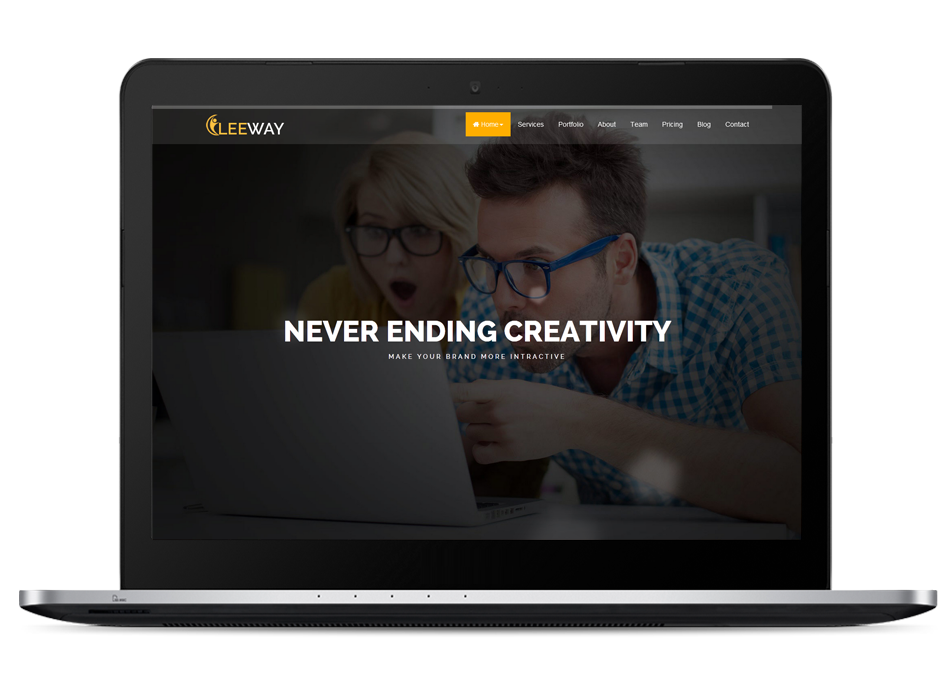 LEEWAY
Home Services Portfolio About Team Pricing Blog Contact
NEVER ENDING CREATIVITY
MAKE YOUR BRAND MORE INTRACTIVE